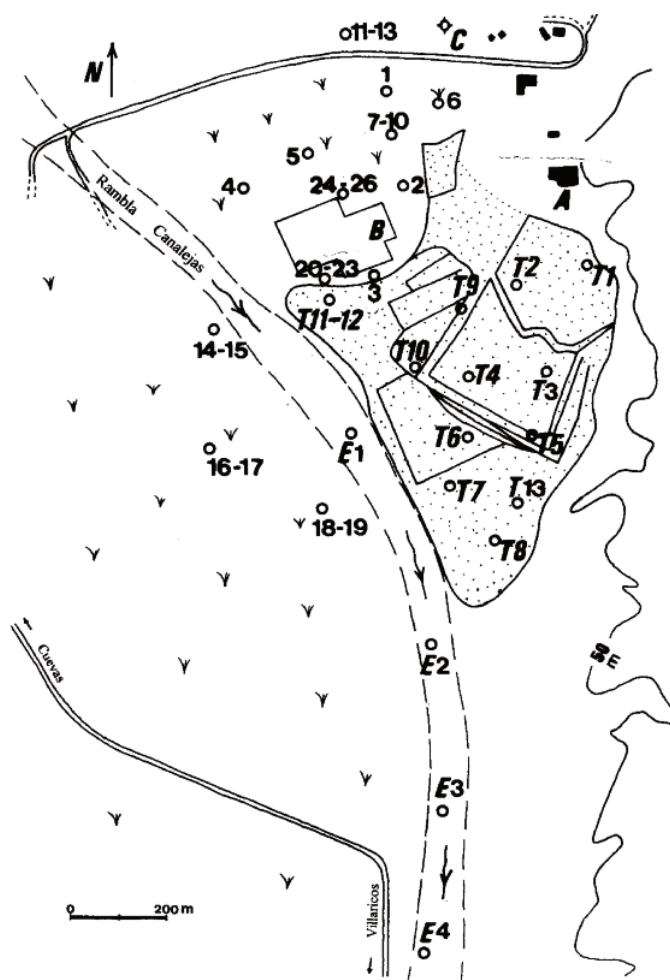 11-13
C
N
1
6
7-10
5
4
24-26
2
A
Rambla
Canalejas
B
T1
T2
20-23
3
T9
T11-12
14-15
T10
T4
T3
E1
T6
T5
16-17
T7
T13
18-19
T8
Cuevas
E2
50
E3
0 200 m
Villaricos
E4